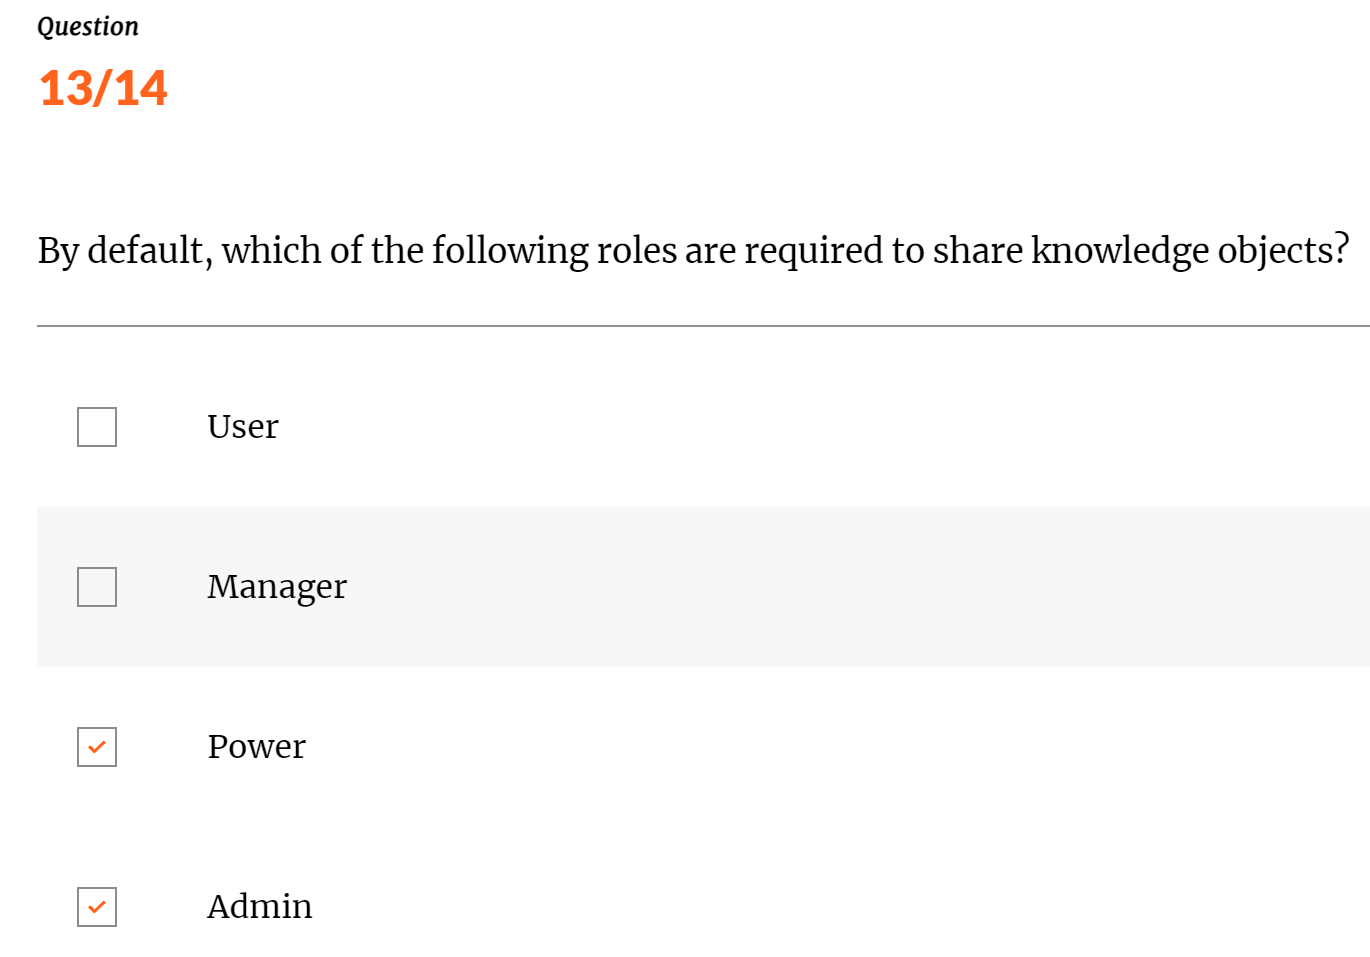 Question
13/14
By default, which of the following roles are required to share knowledge objects?
User
Manager
Power
Admin